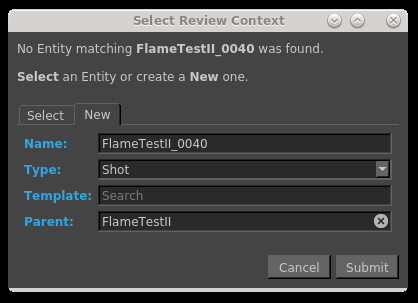 Select Review Context
No Entity matching FlameTestII_0040 was found.
Select an Entity or create a New one.
Select New
Name: FlameTestII_0040
Type: Shot
Template: Search
Parent: FlameTestII
Cancel Submit